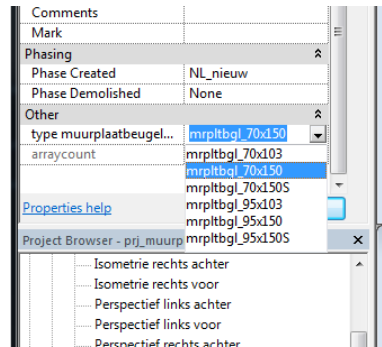 Comments
Mark
Phasing
Phase Created NL_nieuw
Phase Demolished None
Other
type muurplaatbeugel... mrpltbgl_70x150
arraycount mrpltbgl_70x103
mrpltbgl_70x150
mrpltbgl_70x150S
mrpltbgl_95x103
Properties help mrpltbgl_95x150
Project Browser - prj_muurp mrpltbgl_95x150S
Isometrie rechts achter
Isometrie rechts voor
Perspectief links achter
Perspectief links voor
Perspectief rechts achter